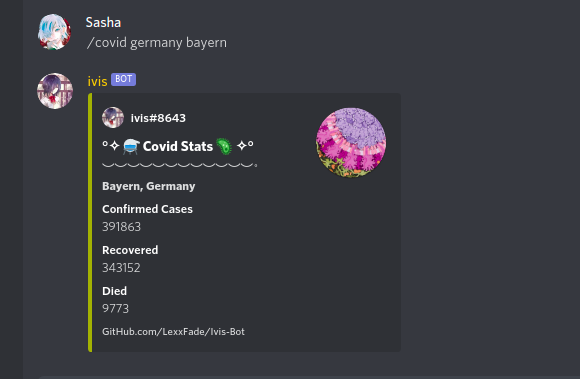 Sasha
/covid germany bayern
ivis BOT
ivis#8643
°✧ Covid Stats ✧°
Bayern, Germany
Confirmed Cases
391863
Recovered
343152
Died
9773
GitHub.com/LexxFade/Ivis-Bot